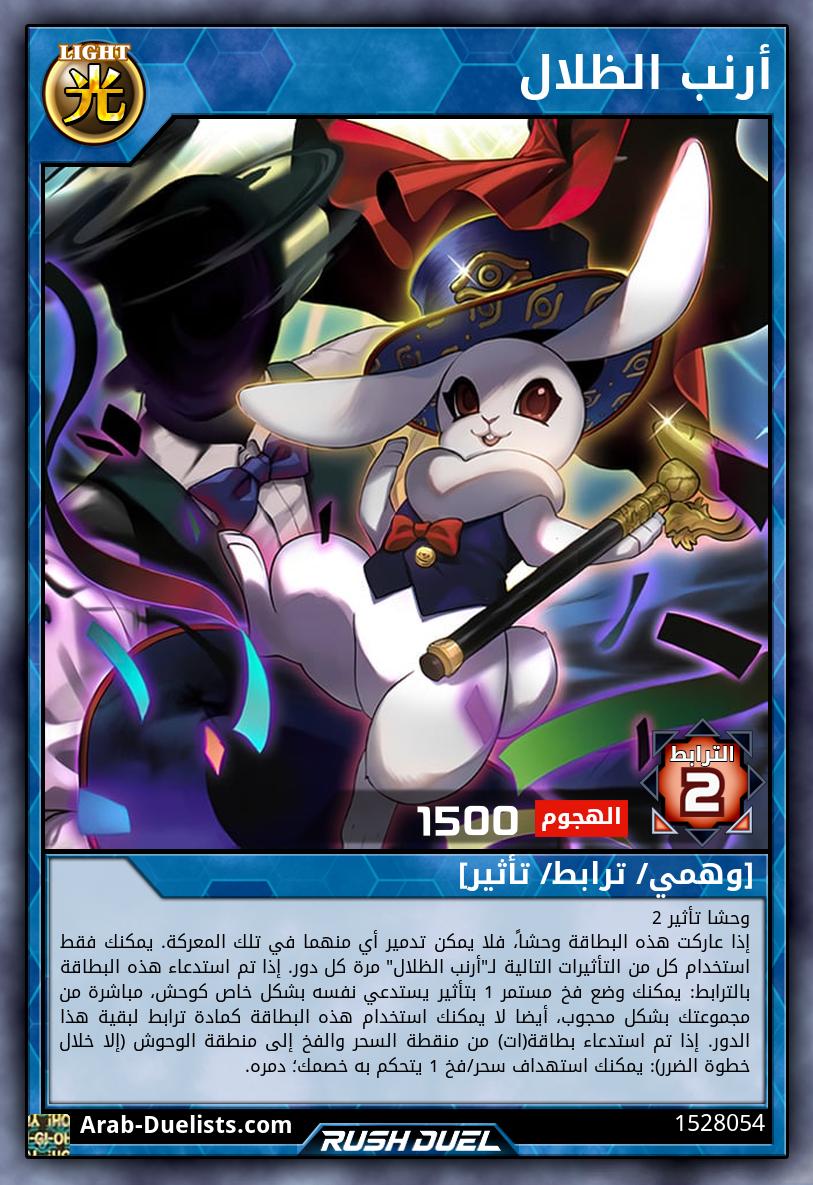 LIGHT
光
أرنب الظلال
الترابط
2
الهجوم 1500
[وهمي/ ترابط/ تأثير]
2 وحشا تأثير
إذا عاركت هذه البطاقة وحشاً، فلا يمكن تدمير أي منهما في تلك المعركة. يمكنك فقط
استخدام كل من التأثيرات التالية لـ"أرنب الظلال" مرة كل دور. إذا تم استدعاء هذه البطاقة
بالترابط: يمكنك وضع فخ مستمر 1 بتأثير يستدعي نفسه بشكل خاص كوحش، مباشرة من
مجموعتك بشكل محجوب، أيضا لا يمكنك استخدام هذه البطاقة كمادة ترابط لبقية هذا
الدور. إذا تم استدعاء بطاقة(ات) من منقطة السحر والفخ إلى منطقة الوحوش (إلا خلال
خطوة الضرر): يمكنك استهداف سحر/فخ 1 يتحكم به خصمك؛ دمره.
Arab-Duelists.com
RUSH DUEL
1528054